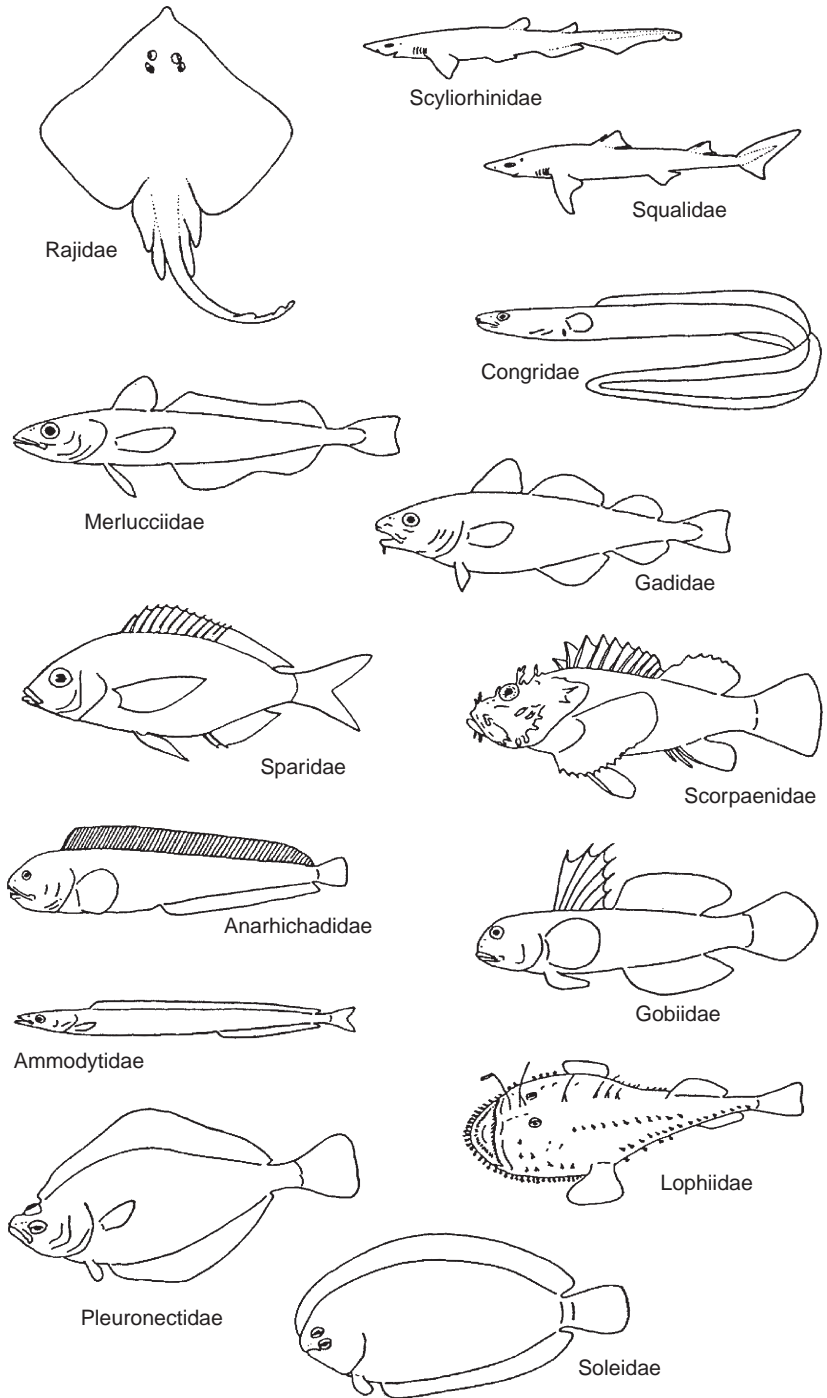 Scyliorhinidae
Squalidae
Rajidae
Congridae
Merlucciidae
Gadidae
Sparidae
Scorpaenidae
Anarhichadidae
Gobiidae
Ammodytidae
Lophiidae
Pleuronectidae
Soleidae